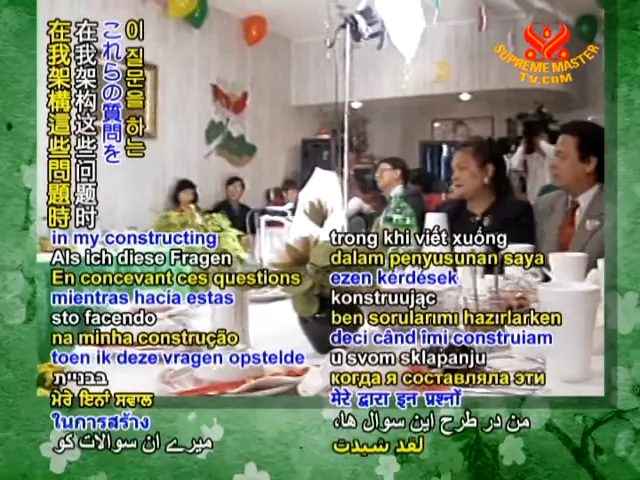 在我架構這些問題時
在我架构这些问题时
これらの質問を
이 질문을 하는
SUPREME MASTER
TV.COM
in my constructing
Als ich diese Fragen
En concevant ces questions
mientras hacía estas
sto facendo
na minha construção
toen ik deze vragen opstelde
ਮੇਰੇ ਇਨਾਂ ਸਵਾਲ
ในการสร้าง
میرے ان سوالات کو
trong khi viết xuống
dalam penyusunan saya
ezen kérdések
konstruując
ben sorularımı hazırlarken
deci când îmi construiam
u svom sklapanju
когда я составляла эти
मेरे द्वारा इन प्रश्नों
من در طرح این سوال ها،
لقد شيدت